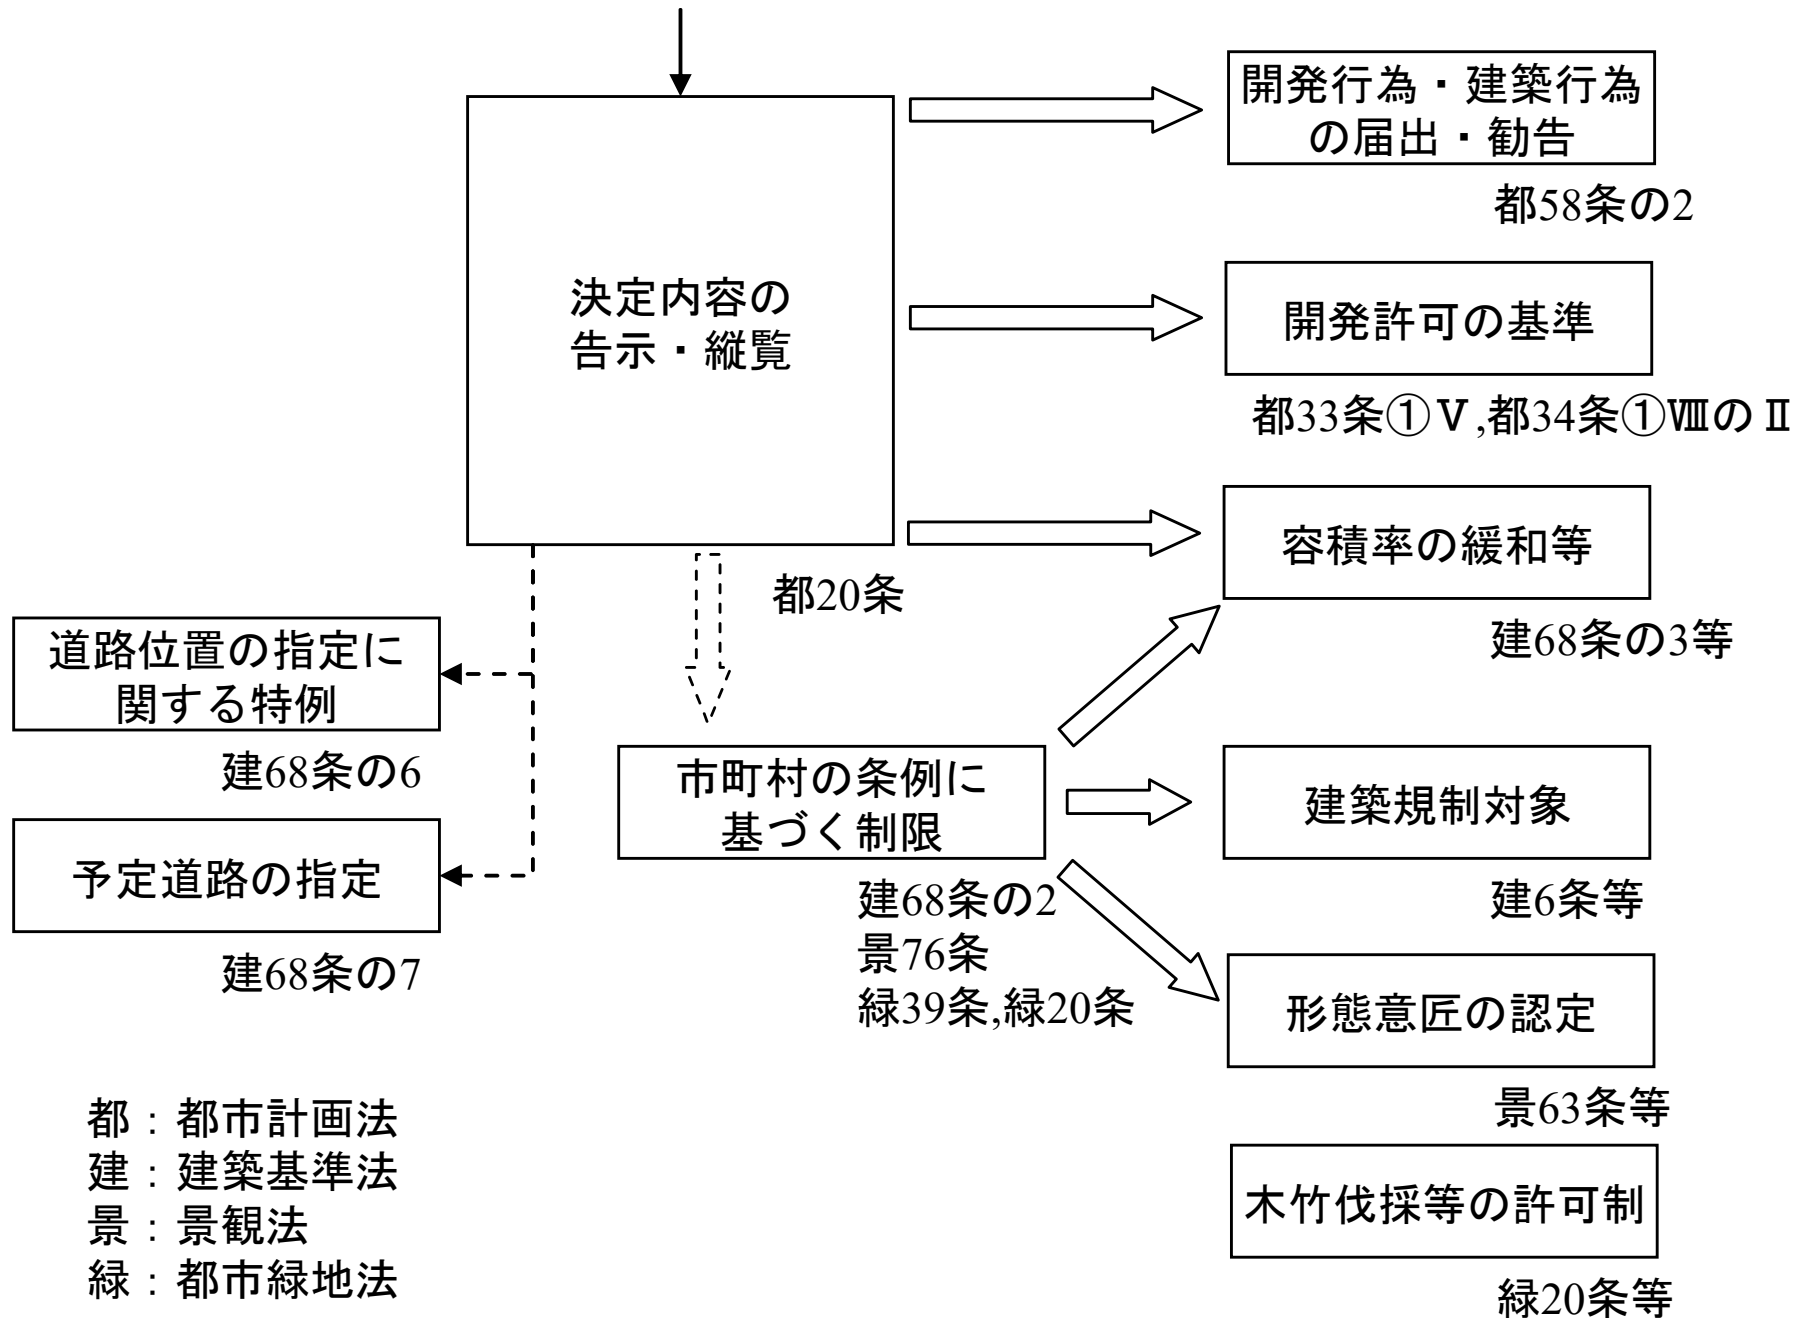 開発行為・建築行為
の届出・勧告
都58条の2
決定内容の
告示・縦覧
開発許可の基準
都33条①Ⅴ,都34条①ⅧのⅡ
容積率の緩和等
都20条
建68条の3等
道路位置の指定に
関する特例
建68条の6
市町村の条例に
基づく制限
建築規制対象
予定道路の指定
建68条の2
建6条等
景76条
建68条の7
緑39条,緑20条
形態意匠の認定
景63条等
都：都市計画法
建：建築基準法
景：景観法
緑：都市緑地法
木竹伐採等の許可制
緑20条等